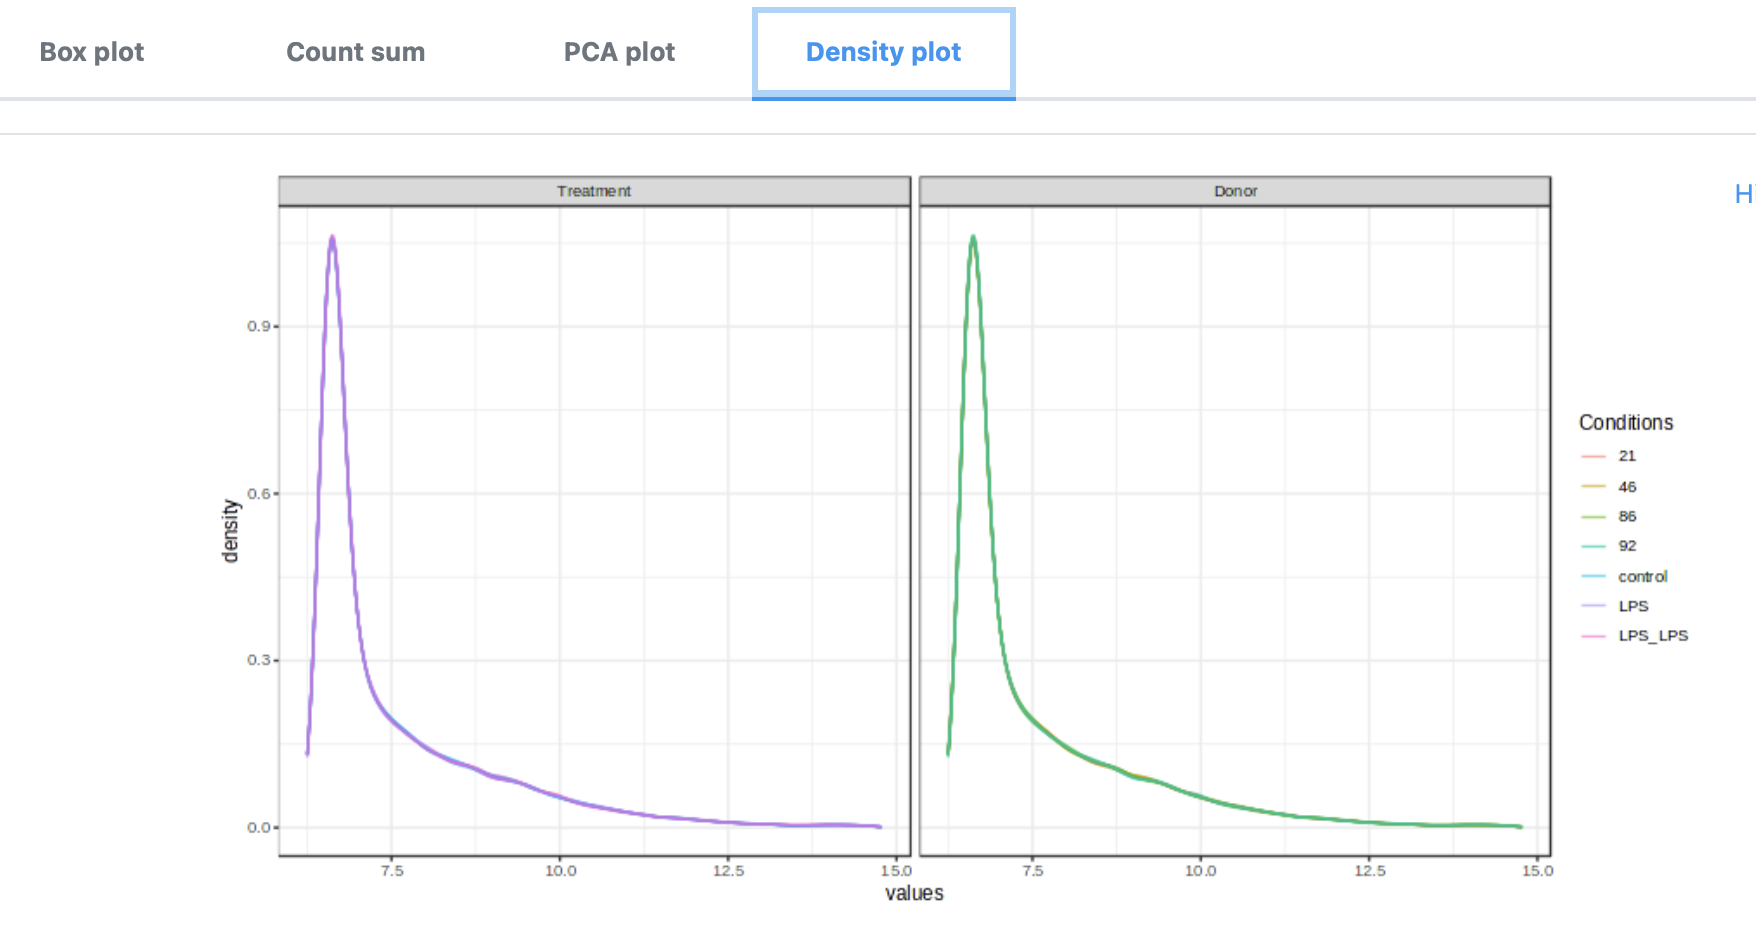 Box plot
Count sum
PCA plot
Density plot
Hi
Treatment
Donor
density
0.9
0.6
0.3
0.0
7.5
10.0
12.5
15.0
7.5
10.0
12.5
15.0
values
Conditions
21
46
86
92
control
LPS
LPS_LPS